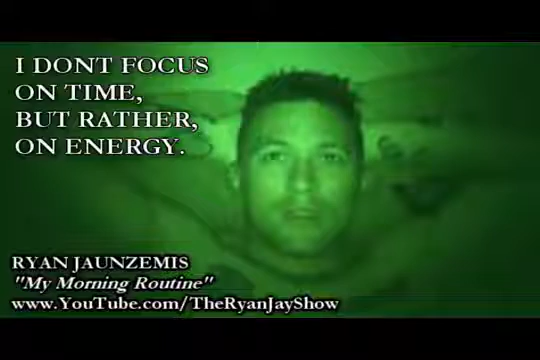 I DONT FOCUS
ON TIME,
BUT RATHER,
ON ENERGY.
RYAN JAUNZEMIS
"My Morning Routine"
www.YouTube.com/TheRyanJayShow